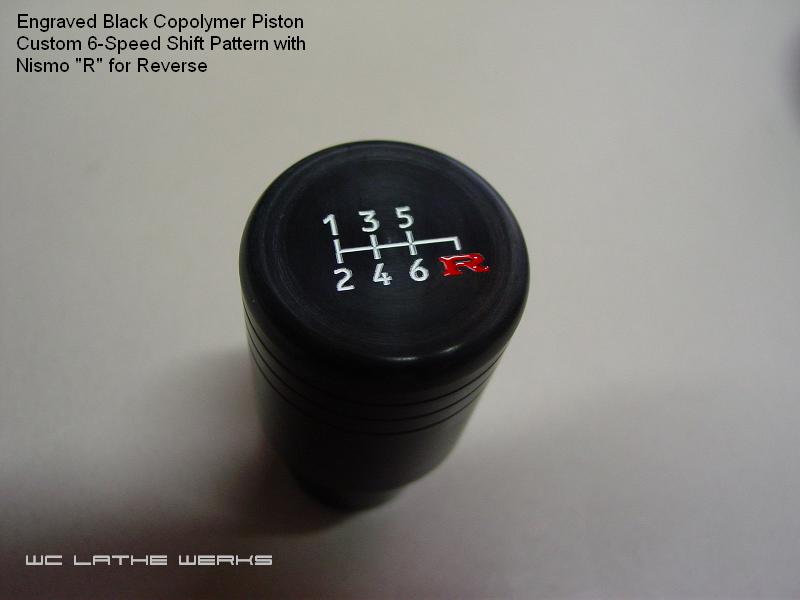 Engraved Black Copolymer Piston
Custom 6-Speed Shift Pattern with
Nismo "R" for Reverse
1 3 5
2 4 6 R
WC LATHE WERKS